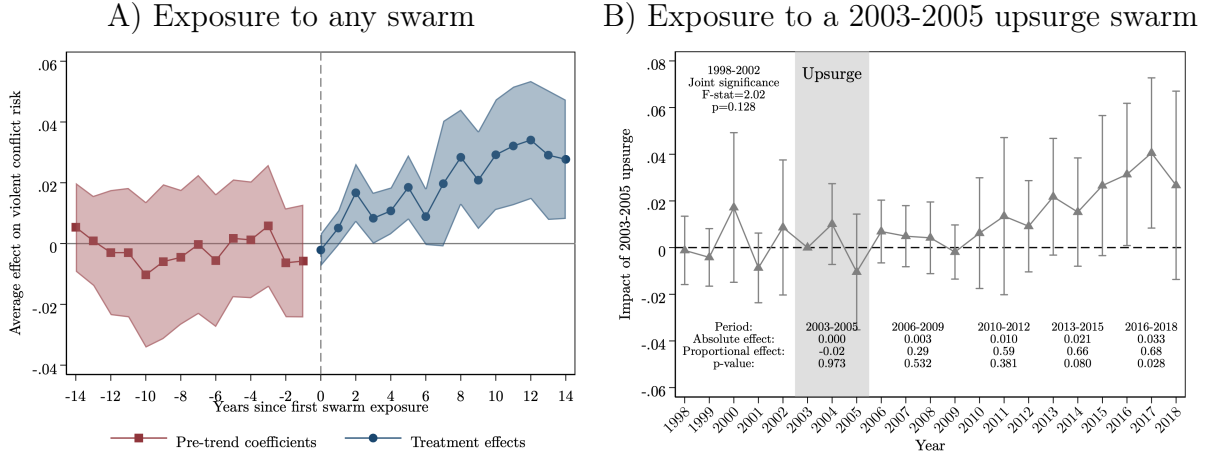 A) Exposure to any swarm
Average effect on violent conflict risk
.06
.04
.02
0
-.02
-.04
-14 -12 -10 -8 -6 -4 -2 0 2 4 6 8 10 12 14
Years since first swarm exposure
Pre-trend coefficients Treatment effects
B) Exposure to a 2003-2005 upsurge swarm
Impact of 2003-2005 upsurge
.08
.06
.04
.02
0
-.02
-.04
-.06
1998-2002
Joint significance
F-stat=2.02
p=0.128
Upsurge
Period: 2003-2005 2006-2009 2010-2012 2013-2015 2016-2018
Absolute effect: 0.000 0.003 0.010 0.021 0.033
Proportional effect: -0.02 0.29 0.59 0.66 0.68
p-value: 0.973 0.532 0.381 0.080 0.028
1998 1999 2000 2001 2002 2003 2004 2005 2006 2007 2008 2009 2010 2011 2012 2013 2014 2015 2016 2017 2018
Year